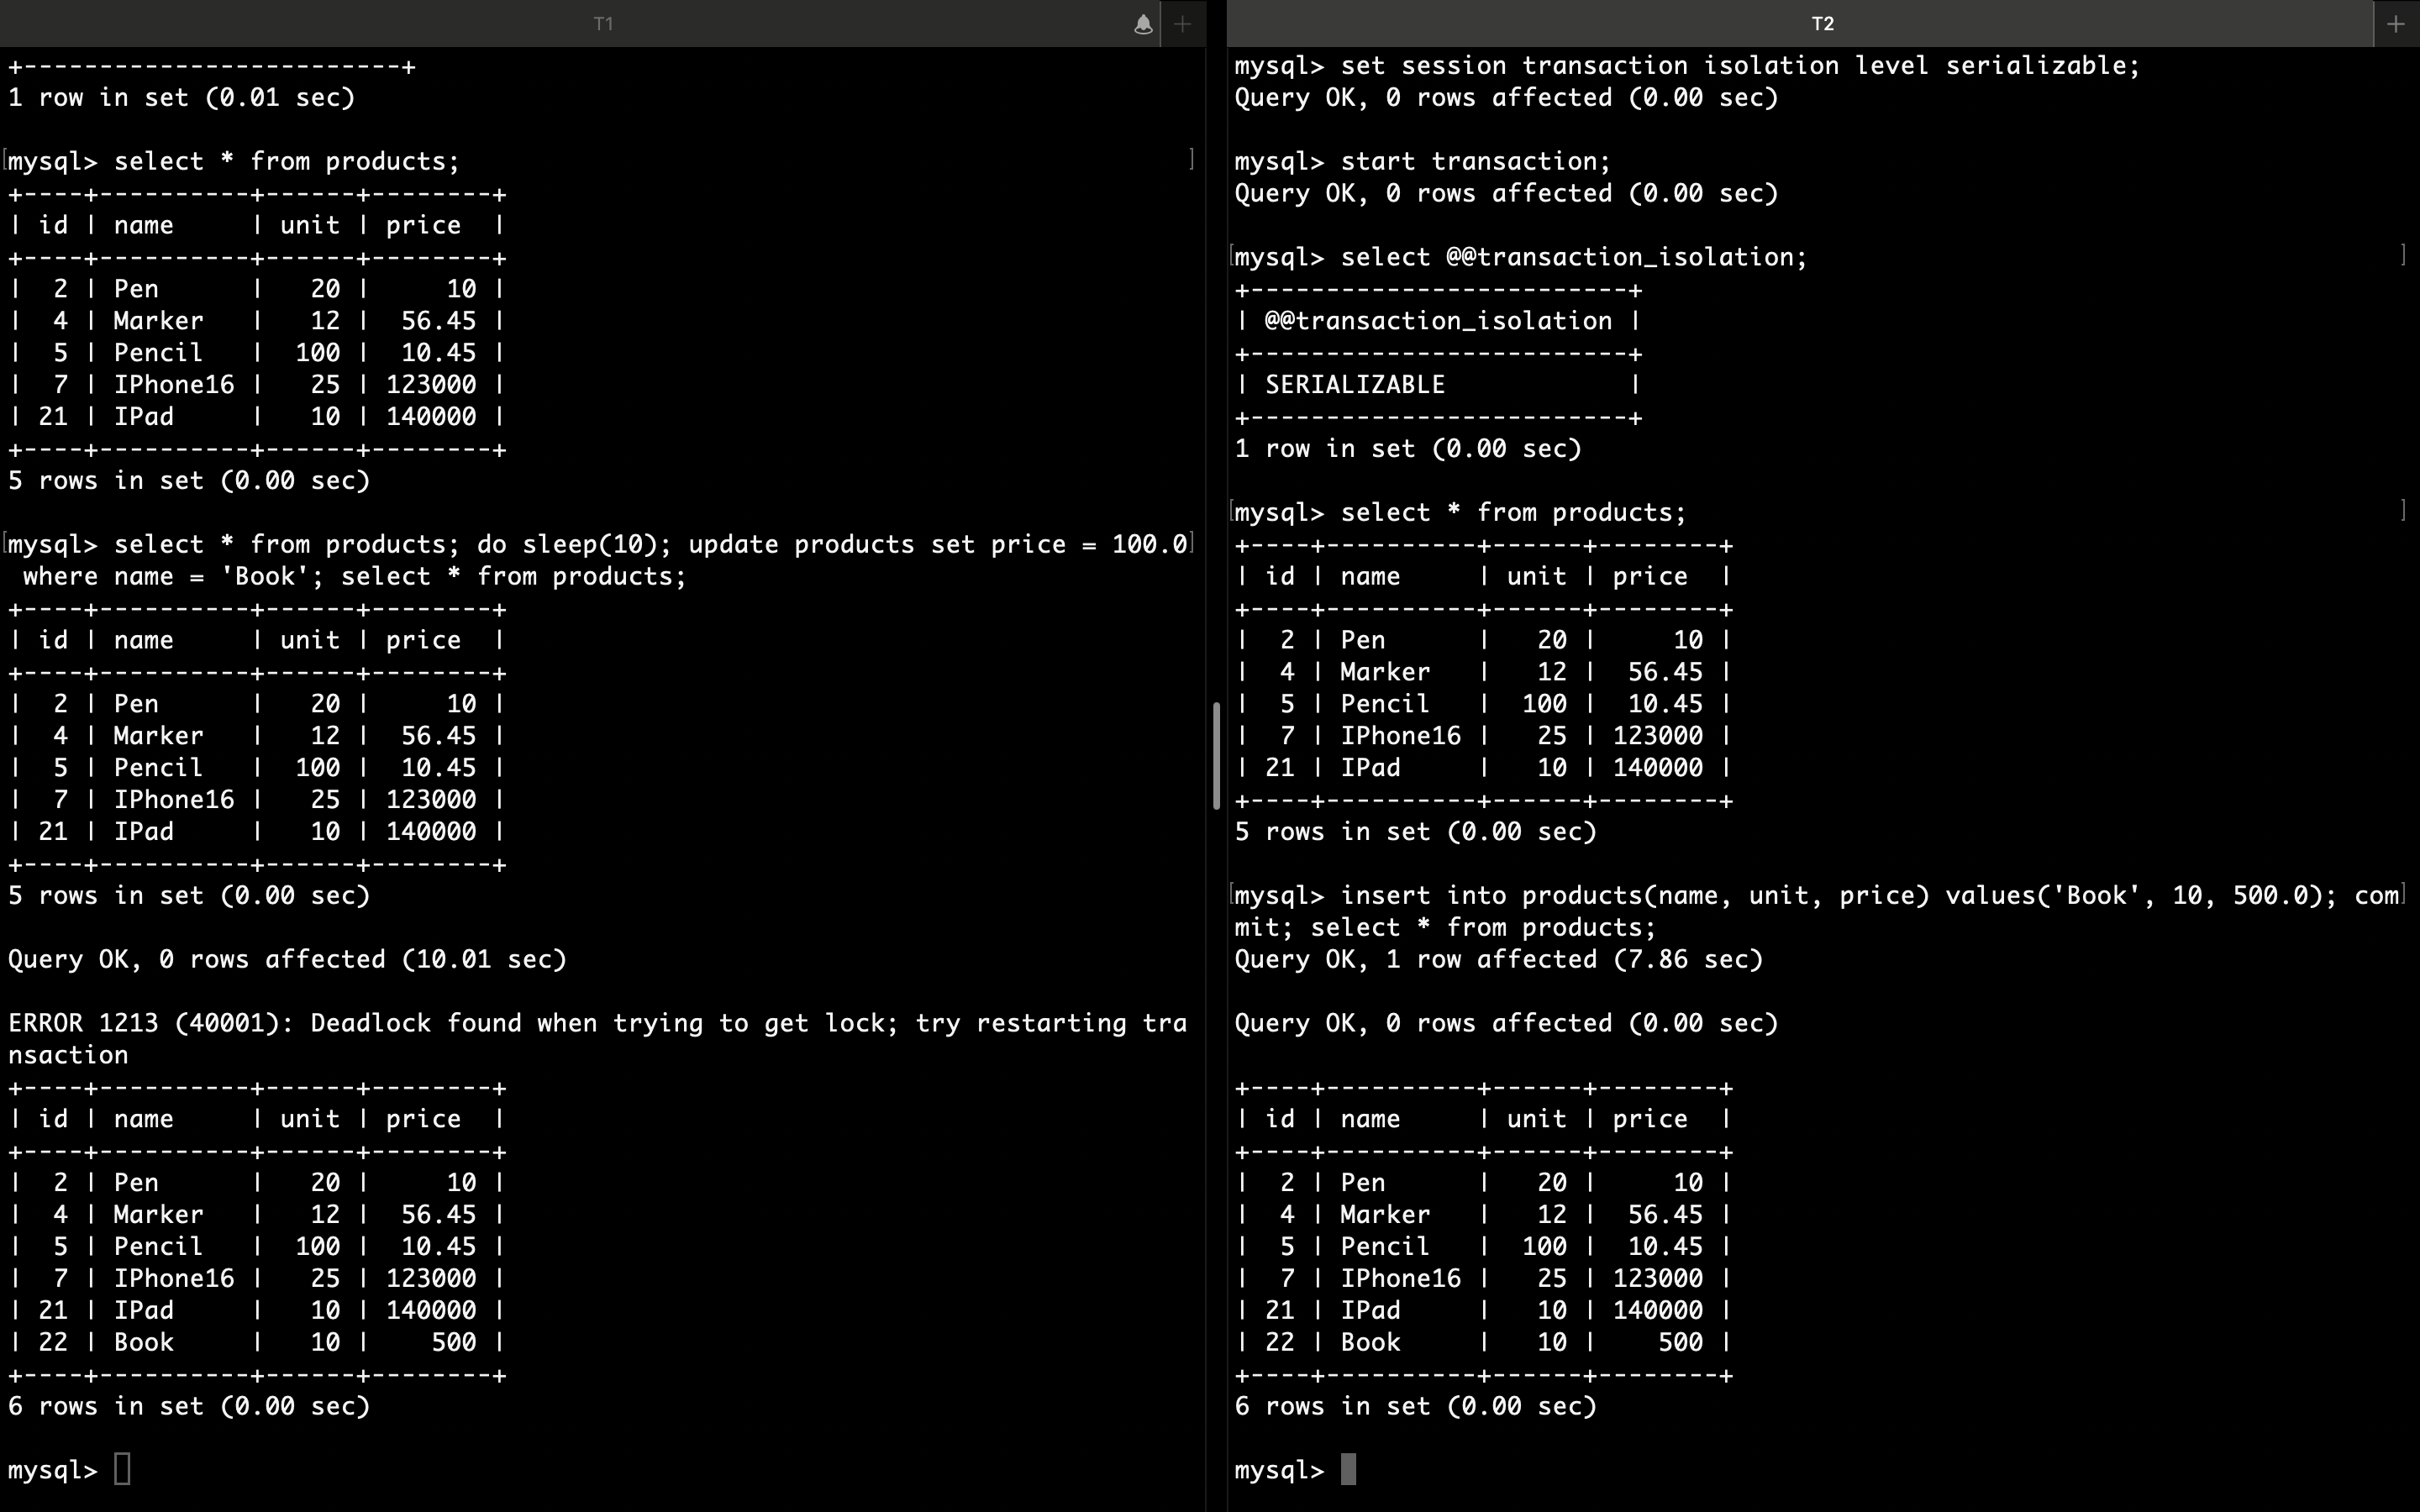 T1
+-------------------------+
1 row in set (0.01 sec)
mysql> select * from products;
+----+----------+------+--------+
| id | name     | unit | price  |
+----+----------+------+--------+
|  2 | Pen      |   20 |     10 |
|  4 | Marker   |   12 |  56.45 |
|  5 | Pencil   |  100 |  10.45 |
|  7 | IPhone16 |   25 | 123000 |
| 21 | IPad     |   10 | 140000 |
+----+----------+------+--------+
5 rows in set (0.00 sec)
mysql> select * from products; do sleep(10); update products set price = 100.0
 where name = 'Book'; select * from products;
+----+----------+------+--------+
| id | name     | unit | price  |
+----+----------+------+--------+
|  2 | Pen      |   20 |     10 |
|  4 | Marker   |   12 |  56.45 |
|  5 | Pencil   |  100 |  10.45 |
|  7 | IPhone16 |   25 | 123000 |
| 21 | IPad     |   10 | 140000 |
+----+----------+------+--------+
5 rows in set (0.00 sec)
Query OK, 0 rows affected (10.01 sec)
ERROR 1213 (40001): Deadlock found when trying to get lock; try restarting tra
nsaction
+----+----------+------+--------+
| id | name     | unit | price  |
+----+----------+------+--------+
|  2 | Pen      |   20 |     10 |
|  4 | Marker   |   12 |  56.45 |
|  5 | Pencil   |  100 |  10.45 |
|  7 | IPhone16 |   25 | 123000 |
| 21 | IPad     |   10 | 140000 |
| 22 | Book     |   10 |    500 |
+----+----------+------+--------+
6 rows in set (0.00 sec)
mysql>
T2
mysql> set session transaction isolation level serializable;
Query OK, 0 rows affected (0.00 sec)
mysql> start transaction;
Query OK, 0 rows affected (0.00 sec)
mysql> select @@transaction_isolation;
+-------------------------+
| @@transaction_isolation |
+-------------------------+
| SERIALIZABLE            |
+-------------------------+
1 row in set (0.00 sec)
mysql> select * from products;
+----+----------+------+--------+
| id | name     | unit | price  |
+----+----------+------+--------+
|  2 | Pen      |   20 |     10 |
|  4 | Marker   |   12 |  56.45 |
|  5 | Pencil   |  100 |  10.45 |
|  7 | IPhone16 |   25 | 123000 |
| 21 | IPad     |   10 | 140000 |
+----+----------+------+--------+
5 rows in set (0.00 sec)
mysql> insert into products(name, unit, price) values('Book', 10, 500.0); com
mit; select * from products;
Query OK, 1 row affected (7.86 sec)
Query OK, 0 rows affected (0.00 sec)
+----+----------+------+--------+
| id | name     | unit | price  |
+----+----------+------+--------+
|  2 | Pen      |   20 |     10 |
|  4 | Marker   |   12 |  56.45 |
|  5 | Pencil   |  100 |  10.45 |
|  7 | IPhone16 |   25 | 123000 |
| 21 | IPad     |   10 | 140000 |
| 22 | Book     |   10 |    500 |
+----+----------+------+--------+
6 rows in set (0.00 sec)
mysql>